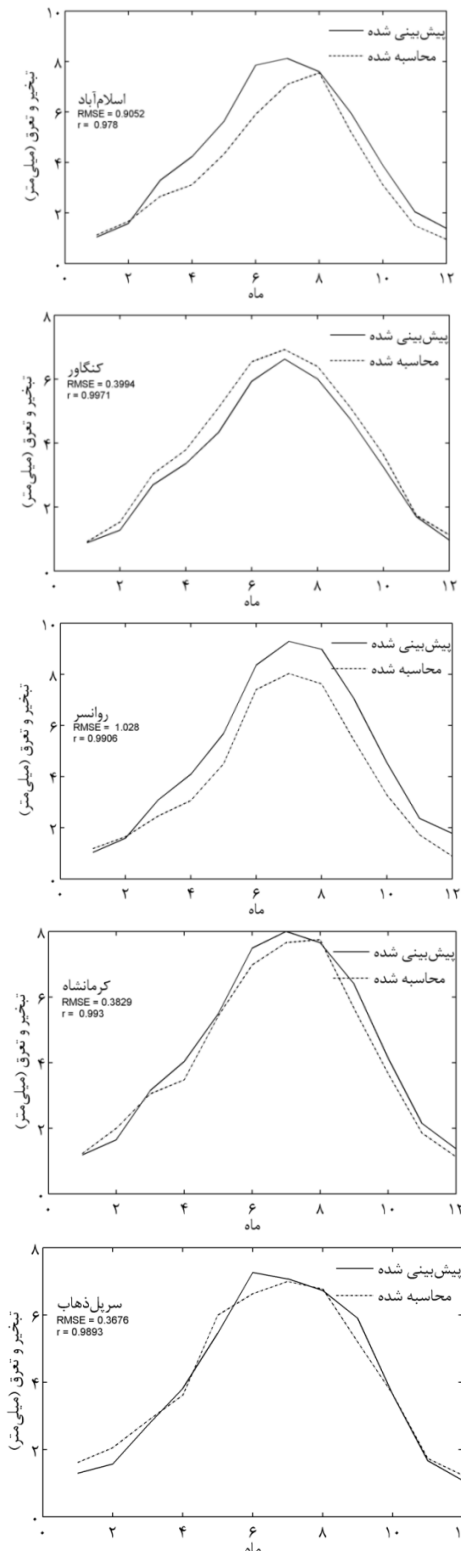 ۱۰
پیش‌بینی شده
محاسبه شده
اسلام‌آباد
RMSE = 0.9052
r = 0.978
تبخیر و تعرق (میلی‌متر)
۸
۶
۴
۲
۰
۰ ۲ ۴ ۶ ۸ ۱۰ ۱۲
ماه
۸
پیش‌بینی شده
محاسبه شده
کنگاور
RMSE = 0.3994
r = 0.9971
تبخیر و تعرق (میلی‌متر)
۶
۴
۲
۰
۰ ۲ ۴ ۶ ۸ ۱۰ ۱۲
ماه
۱۰
پیش‌بینی شده
محاسبه شده
روانسر
RMSE = 1.028
r = 0.9906
تبخیر و تعرق (میلی‌متر)
۸
۶
۴
۲
۰
۰ ۲ ۴ ۶ ۸ ۱۰ ۱۲
ماه
۸
پیش‌بینی شده
محاسبه شده
کرمانشاه
RMSE = 0.3829
r = 0.993
تبخیر و تعرق (میلی‌متر)
۶
۴
۲
۰
۰ ۲ ۴ ۶ ۸ ۱۰ ۱۲
ماه
۸
پیش‌بینی شده
محاسبه شده
سرپل‌ذهاب
RMSE = 0.3676
r = 0.9893
تبخیر و تعرق (میلی‌متر)
۶
۴
۲
۰
۰ ۲ ۴ ۶ ۸ ۱۰ ۱۲
ماه